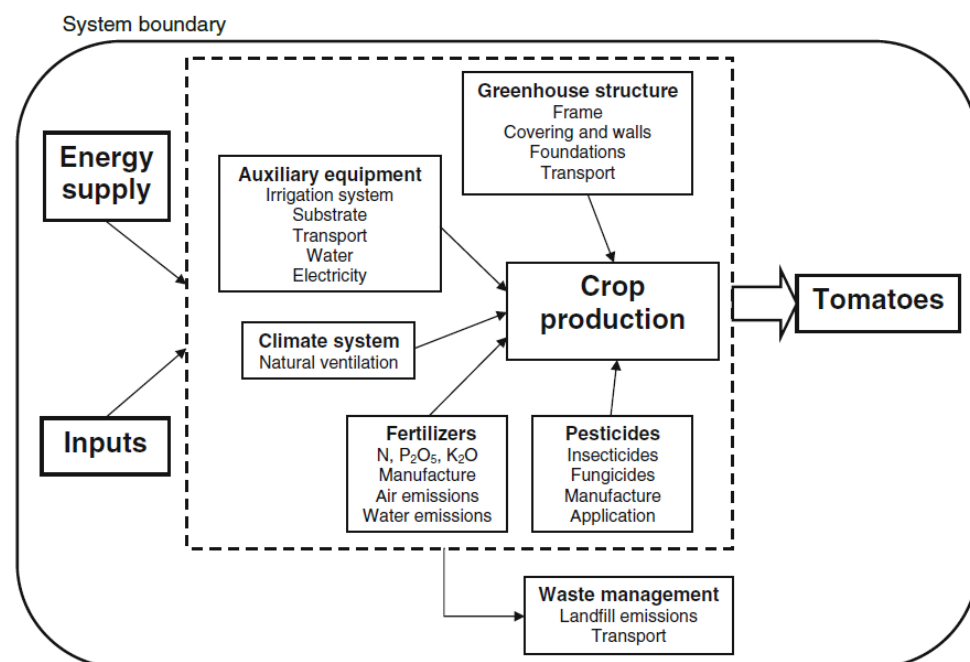 System boundary
Energy
supply
Inputs
Auxiliary equipment
Irrigation system
Substrate
Transport
Water
Electricity
Greenhouse structure
Frame
Covering and walls
Foundations
Transport
Climate system
Natural ventilation
Crop
production
Tomatoes
Fertilizers
N, P₂O₅, K₂O
Manufacture
Air emissions
Water emissions
Pesticides
Insecticides
Fungicides
Manufacture
Application
Waste management
Landfill emissions
Transport